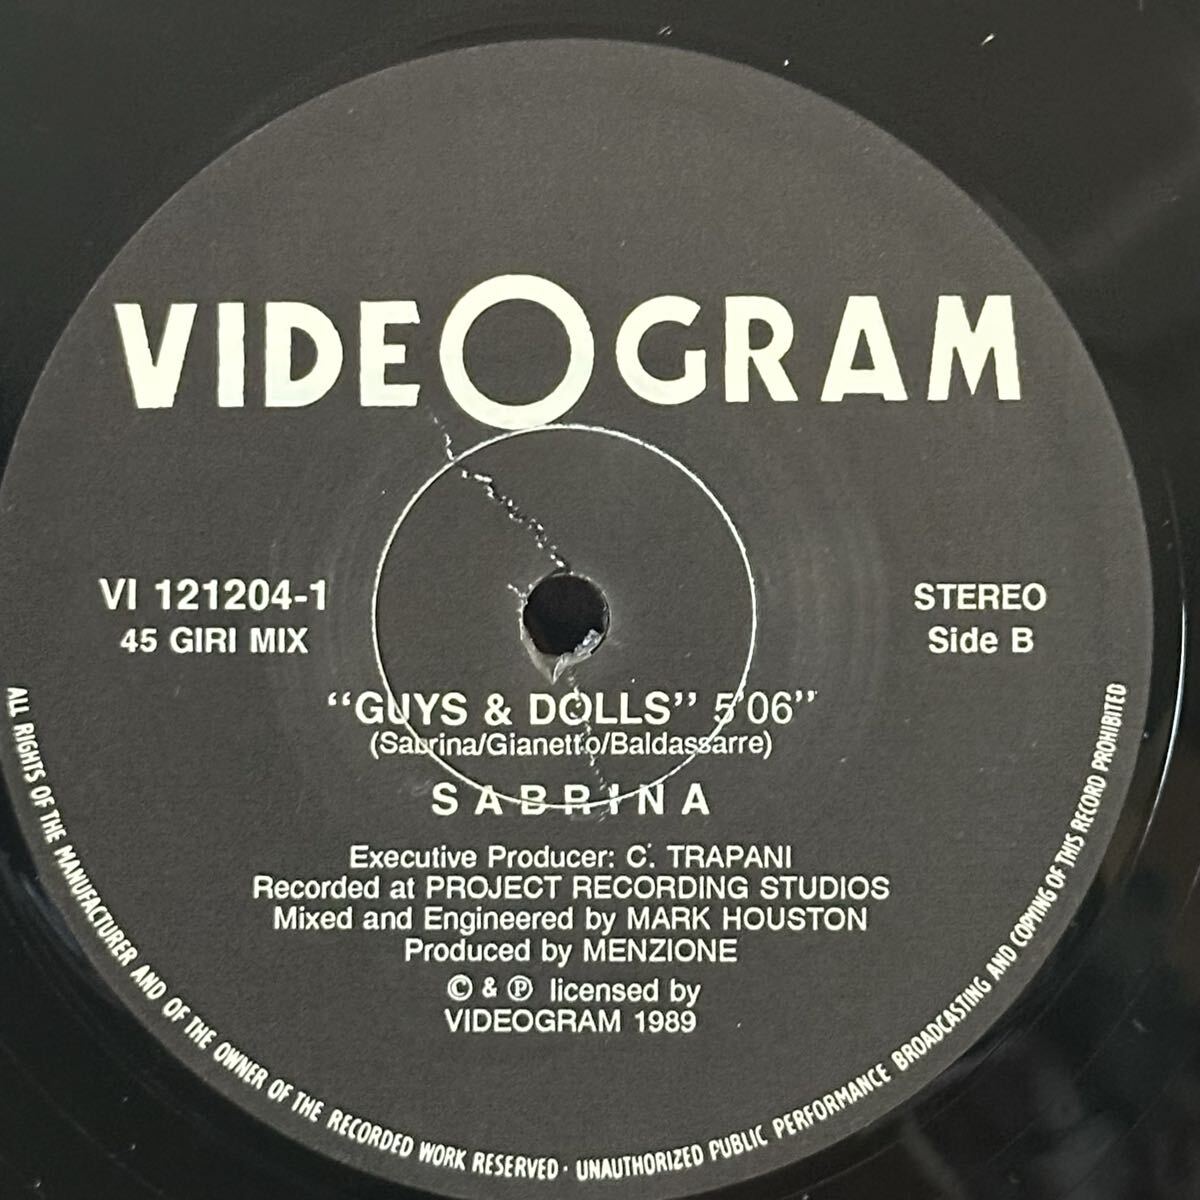 VIDEOGRAM
VI 121204-1
45 GIRI MIX
STEREO
Side B
“GUYS & DOLLS” 5'06”
(Sabrina/Gianetto/Baldassarre)
SABRINA
Executive Producer: C. TRAPANI
Recorded at PROJECT RECORDING STUDIOS
Mixed and Engineered by MARK HOUSTON
Produced by MENZIONE
© & ℗ licensed by
VIDEOGRAM 1989
ALL RIGHTS OF THE MANUFACTURER AND OF THE OWNER OF THE RECORDED WORK RESERVED · UNAUTHORIZED PUBLIC PERFORMANCE BROADCASTING AND COPYING OF THIS RECORD PROHIBITED